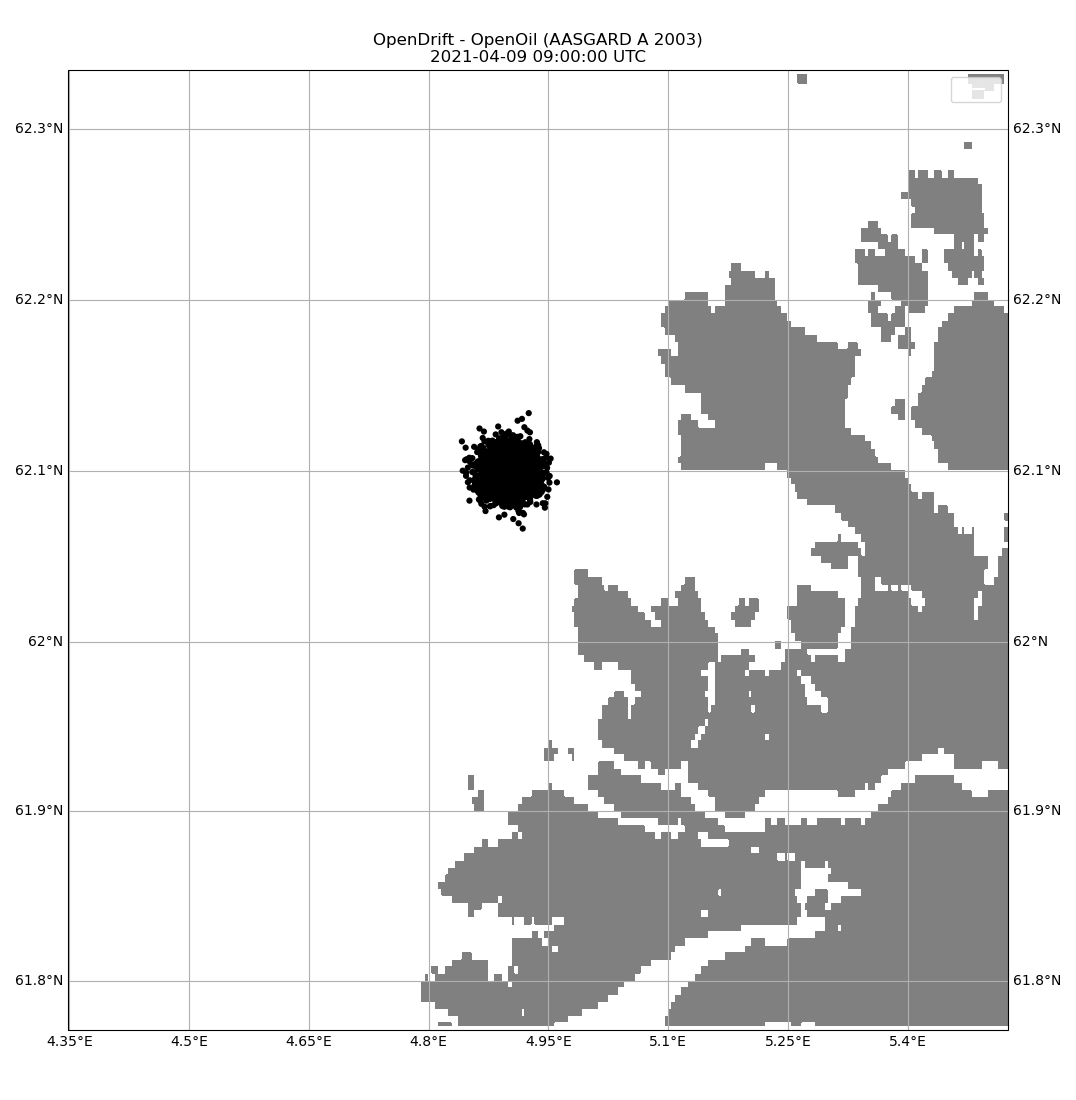 OpenDrift - OpenOil (AASGARD A 2003)
2021-04-09 09:00:00 UTC
62.3°N 62.3°N
62.2°N 62.2°N
62.1°N 62.1°N
62°N 62°N
61.9°N 61.9°N
61.8°N 61.8°N
4.35°E 4.5°E 4.65°E 4.8°E 4.95°E 5.1°E 5.25°E 5.4°E